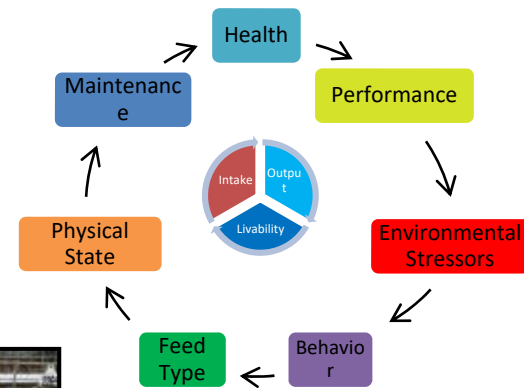 Health
Performance
Environmental
Stressors
Behavio
r
Feed
Type
Physical
State
Maintenanc
e
Intake
Outpu
t
Livability